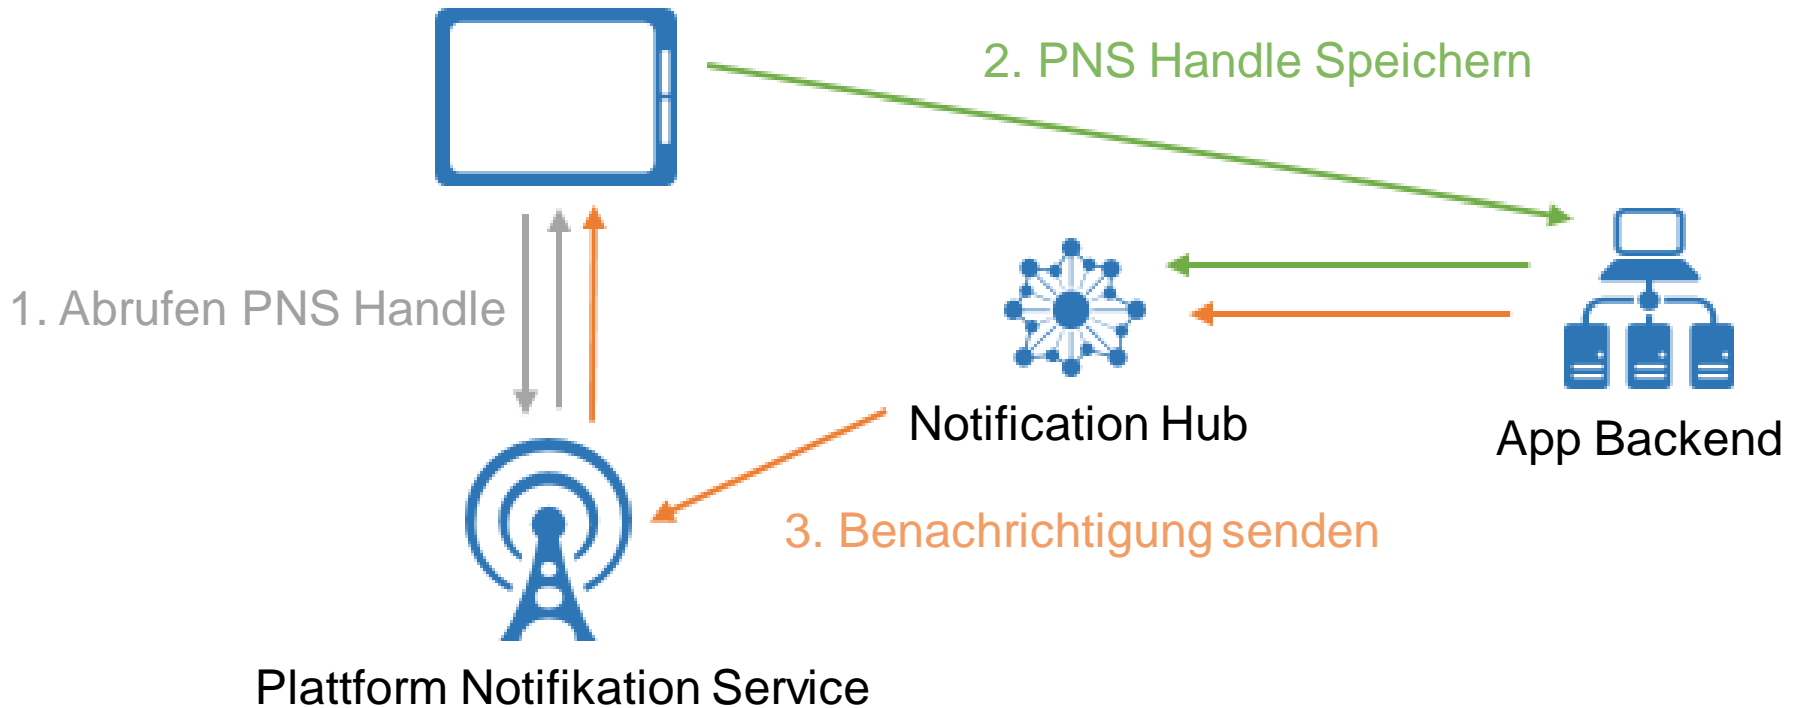 2. PNS Handle Speichern
1. Abrufen PNS Handle
Notification Hub
App Backend
3. Benachrichtigung senden
Plattform Notifikation Service